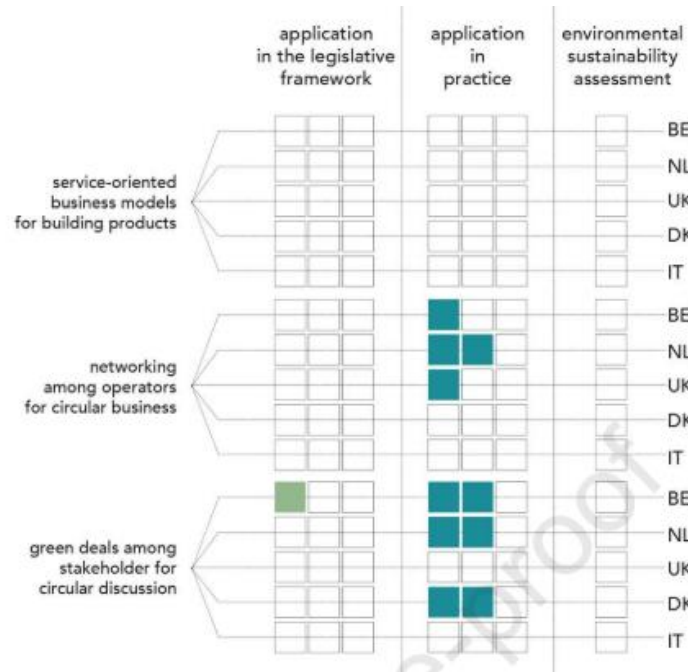 application
in the legislative
framework
application
in
practice
environmental
sustainability
assessment
service-oriented
business models
for building products
BE
NL
UK
DK
IT
networking
among operators
for circular business
BE
NL
UK
DK
IT
green deals among
stakeholder for
circular discussion
BE
NL
UK
DK
IT
e-proof